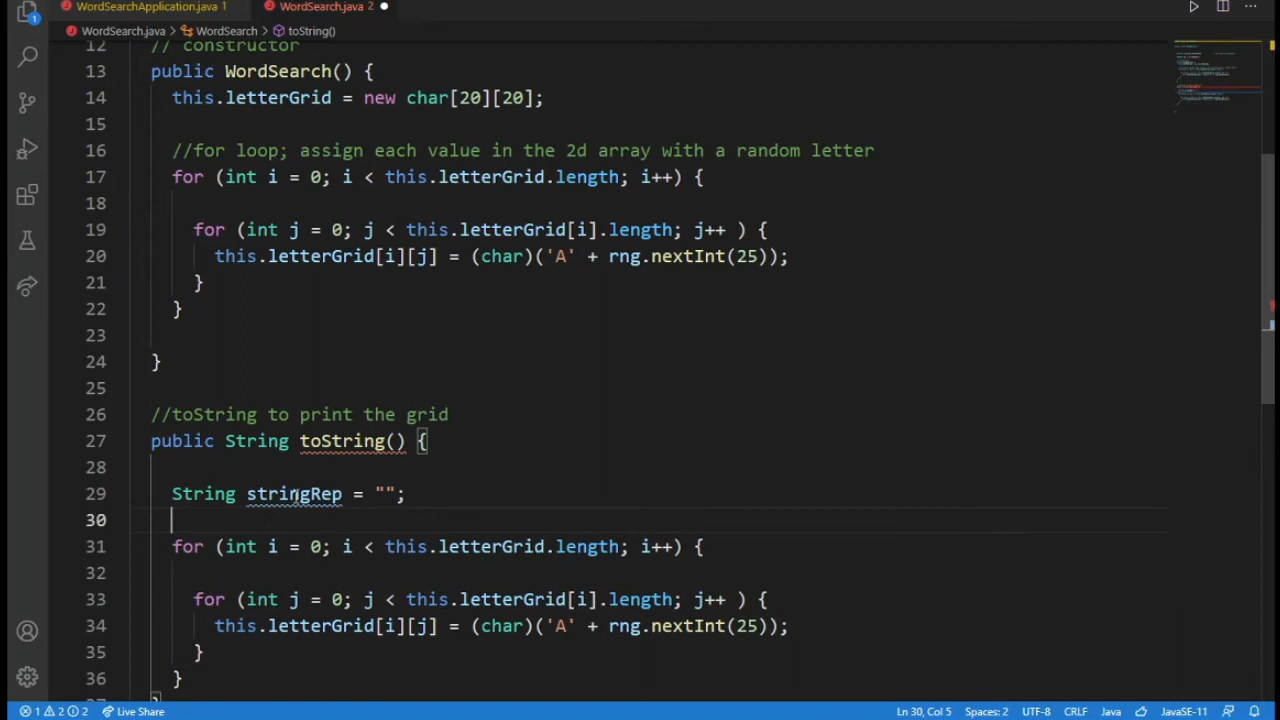 WordSearchApplication.java 1 WordSearch.java 2
WordSearch.java > WordSearch > toString()
12 // constructor
13 public WordSearch() {
14 this.letterGrid = new char[20][20];
15
16 //for loop; assign each value in the 2d array with a random letter
17 for (int i = 0; i < this.letterGrid.length; i++) {
18
19 for (int j = 0; j < this.letterGrid[i].length; j++ ) {
20 this.letterGrid[i][j] = (char)('A' + rng.nextInt(25));
21 }
22 }
23
24 }
25
26 //toString to print the grid
27 public String toString() {
28
29 String stringRep = "";
30
31 for (int i = 0; i < this.letterGrid.length; i++) {
32
33 for (int j = 0; j < this.letterGrid[i].length; j++ ) {
34 this.letterGrid[i][j] = (char)('A' + rng.nextInt(25));
35 }
36 }
37 }
1 2 2 Live Share Ln 30, Col 5 Spaces: 2 UTF-8 CRLF Java JavaSE-11